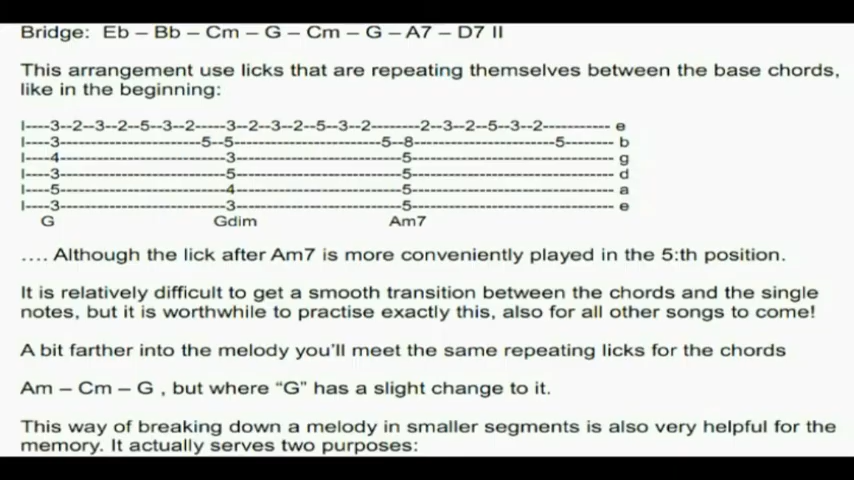 Bridge: Eb – Bb – Cm – G – Cm – G – A7 – D7 II
This arrangement use licks that are repeating themselves between the base chords,
like in the beginning:
I----3--2--3--2--5--3--2-----3--2--3--2--5--3--2--------2--3--2--5--3--2----------- e
I----3-------------------------5--5---------------------------5--8-------------------------5-------- b
I----4-----------------------------3---------------------------------5------------------------------------ g
I----3-----------------------------5---------------------------------5------------------------------------ d
I----5-----------------------------4---------------------------------5------------------------------------ a
I----3-----------------------------3---------------------------------5------------------------------------ e
G Gdim Am7
.... Although the lick after Am7 is more conveniently played in the 5:th position.
It is relatively difficult to get a smooth transition between the chords and the single
notes, but it is worthwhile to practise exactly this, also for all other songs to come!
A bit farther into the melody you'll meet the same repeating licks for the chords
Am – Cm – G , but where “G” has a slight change to it.
This way of breaking down a melody in smaller segments is also very helpful for the
memory. It actually serves two purposes: